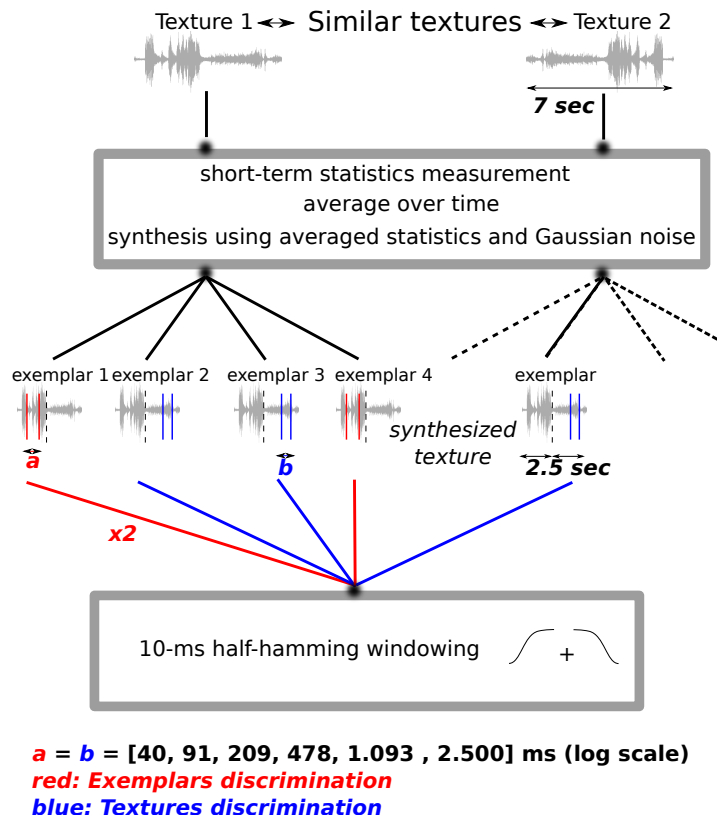 Texture 1 Similar textures Texture 2
7 sec
short-term statistics measurement
average over time
synthesis using averaged statistics and Gaussian noise
exemplar 1 exemplar 2 exemplar 3 exemplar 4 exemplar
synthesized
texture
a b 2.5 sec
x2
10-ms half-hamming windowing +
a = b = [40, 91, 209, 478, 1.093 , 2.500] ms (log scale)
red: Exemplars discrimination
blue: Textures discrimination